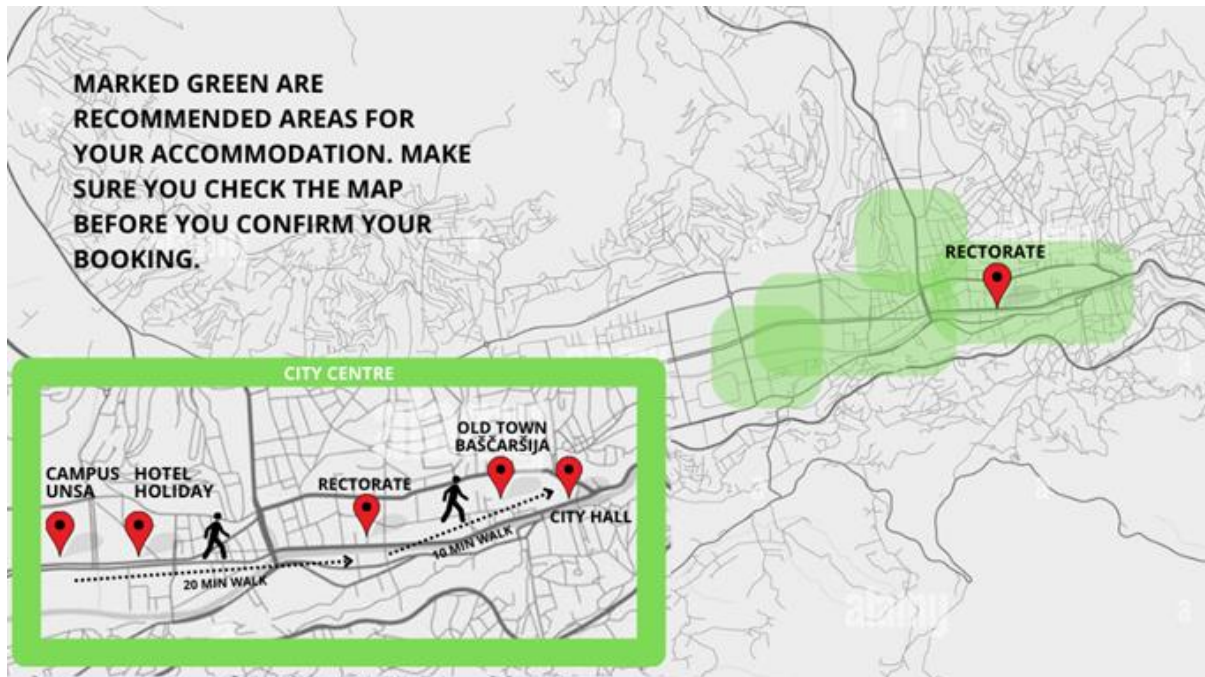 MARKED GREEN ARE
RECOMMENDED AREAS FOR
YOUR ACCOMMODATION. MAKE
SURE YOU CHECK THE MAP
BEFORE YOU CONFIRM YOUR
BOOKING.
RECTORATE
CITY CENTRE
CAMPUS
UNSA
HOTEL
HOLIDAY
RECTORATE
OLD TOWN
BAŠČARŠIJA
CITY HALL
20 MIN WALK
10 MIN WALK
alamy
a